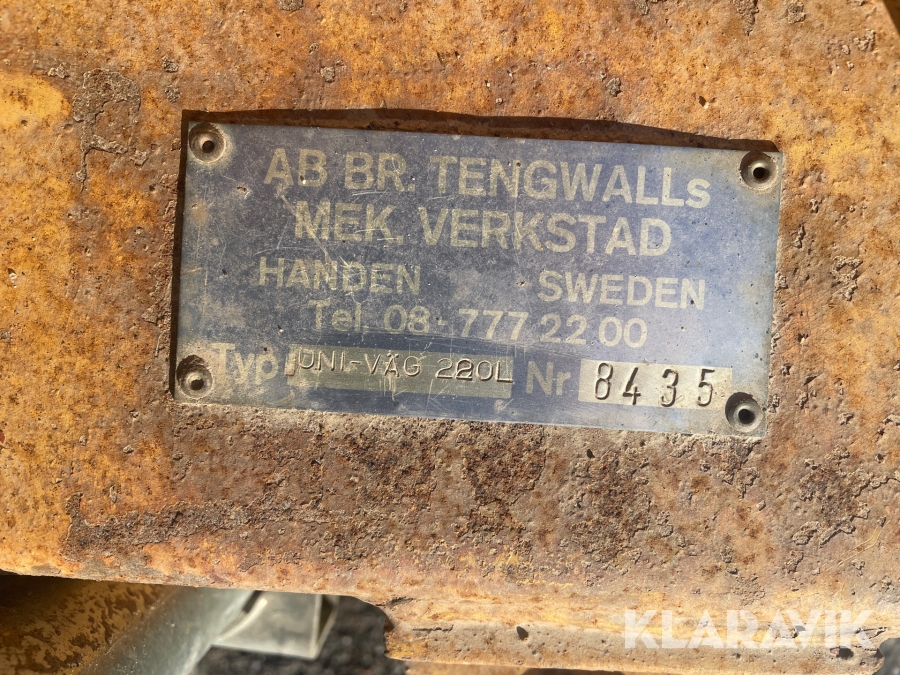 AB BR. TENGWALLs
MEK. VERKSTAD
HANDEN SWEDEN
Tel. 08-777 22 00
Typ UNI-VÄG 220L Nr 8435
KLARAVIK